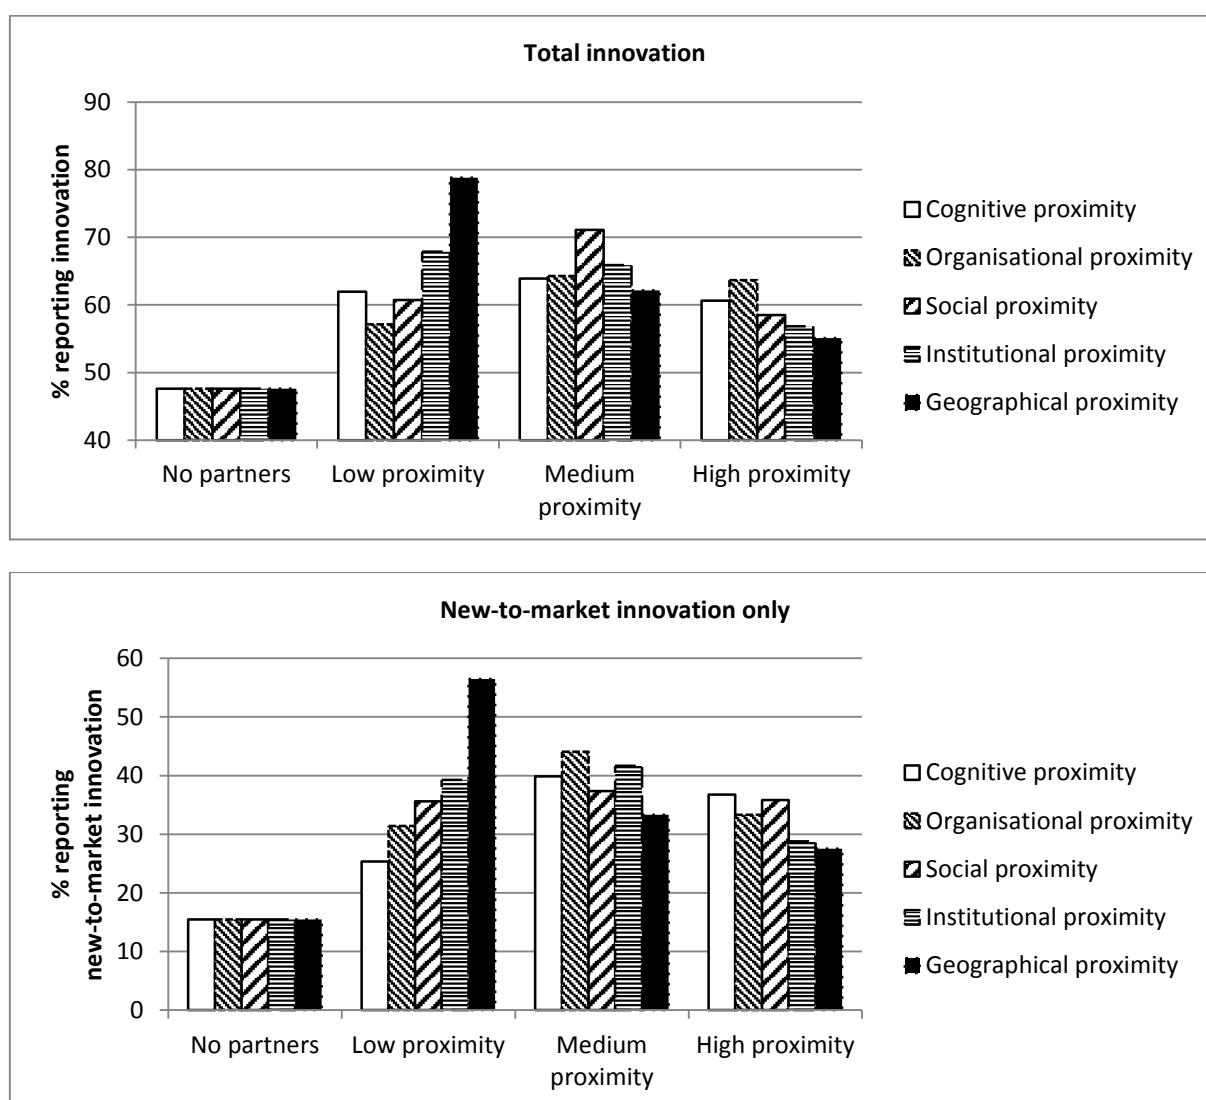 Total innovation
% reporting innovation
90
80
70
60
50
40
No partners
Low proximity
Medium
proximity
High proximity
Cognitive proximity
Organisational proximity
Social proximity
Institutional proximity
Geographical proximity
New-to-market innovation only
% reporting
new-to-market innovation
60
50
40
30
20
10
0
No partners
Low proximity
Medium
proximity
High proximity
Cognitive proximity
Organisational proximity
Social proximity
Institutional proximity
Geographical proximity